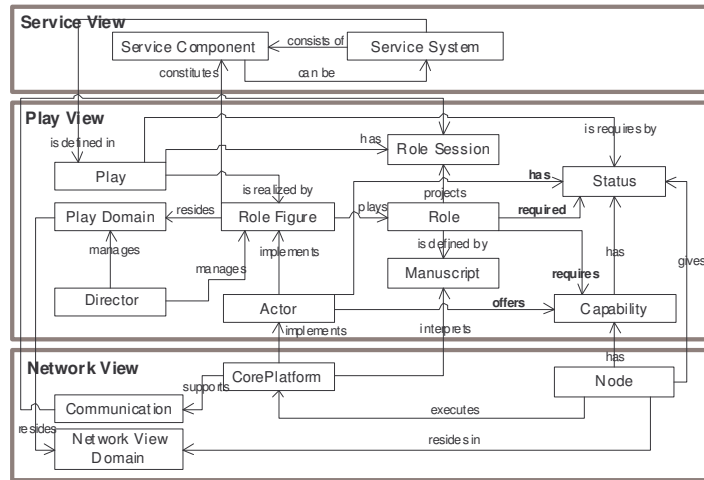 Service View
Service Component
consists of
Service System
constitutes
can be
Play View
is defined in
has
Role Session
is requires by
Play
is realized by
has
Status
projects
Play Domain
resides
Role Figure
plays
Role
required
manages
implements
is defined by
has
manages
Manuscript
requires
gives
Director
Actor
offers
Capability
implements
interprets
Network View
has
CorePlatform
Node
supports
Communication
executes
resides
Network View
Domain
resides in